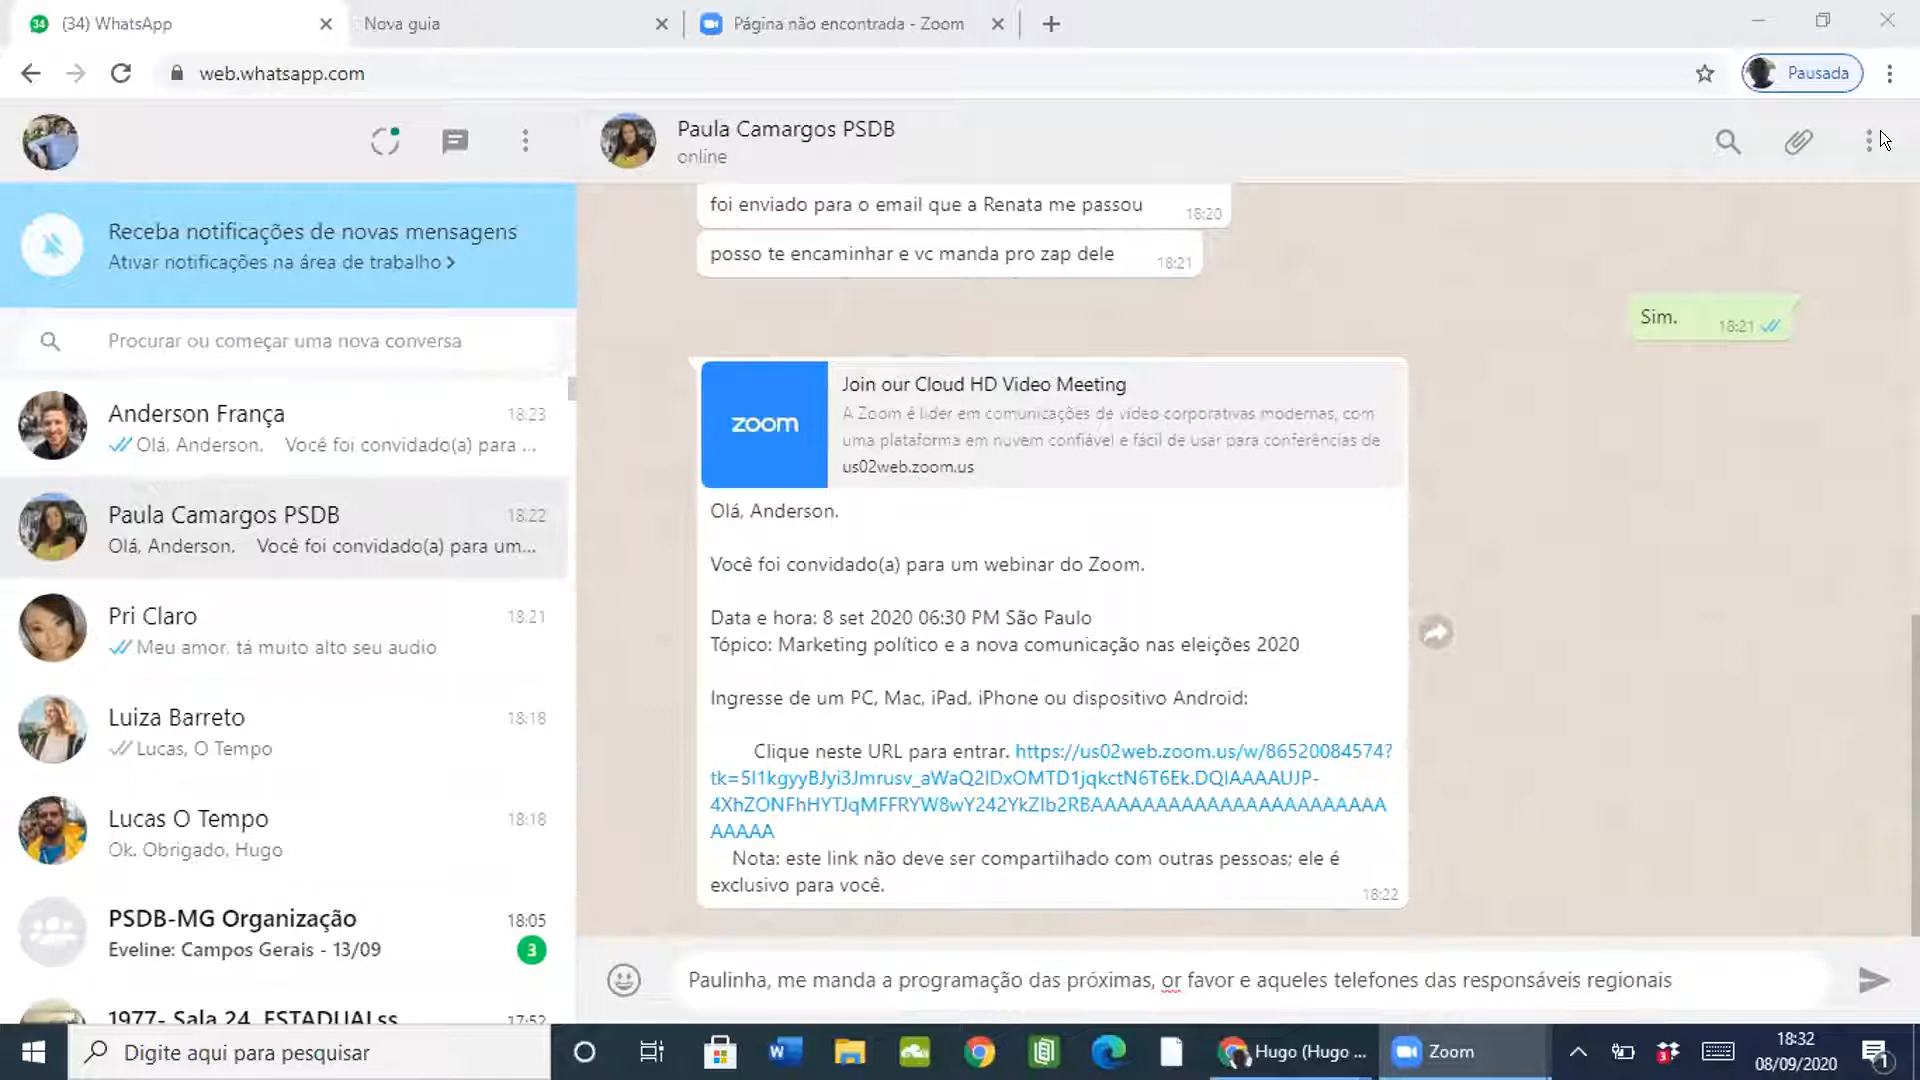 34
(34) WhatsApp
Nova guia
Página não encontrada - Zoom
web.whatsapp.com
Pausada
Paula Camargos PSDB
online
Receba notificações de novas mensagens
Ativar notificações na área de trabalho
Procurar ou começar uma nova conversa
Anderson França
18:23
Olá, Anderson. Você foi convidado(a) para ...
Paula Camargos PSDB
18:22
Olá, Anderson. Você foi convidado(a) para um...
Pri Claro
18:21
Meu amor. tá muito alto seu audio
Luiza Barreto
18:18
Lucas, O Tempo
Lucas O Tempo
18:18
Ok. Obrigado, Hugo
PSDB-MG Organização
18:05
Eveline: Campos Gerais - 13/09
3
1977- Sala 24, ESTADUAI ss
17:52
foi enviado para o email que a Renata me passou
18:20
posso te encaminhar e vc manda pro zap dele
18:21
Sim.
18:21
zoom
Join our Cloud HD Video Meeting
A Zoom é líder em comunicações de vídeo corporativas modernas, com
uma plataforma em nuvem confiável e fácil de usar para conferências de
us02web.zoom.us
Olá, Anderson.
Você foi convidado(a) para um webinar do Zoom.
Data e hora: 8 set 2020 06:30 PM São Paulo
Tópico: Marketing político e a nova comunicação nas eleições 2020
Ingresse de um PC, Mac, iPad, iPhone ou dispositivo Android:
Clique neste URL para entrar. https://us02web.zoom.us/w/86520084574?
tk=5I1kgyyBJyi3Jmrusv_aWaQ2IDxOMTD1jqkctN6T6Ek.DQIAAAAUJP-
4XhZONFhHYTJqMFFRYW8wY242YkZIb2RBAAAAAAAAAAAAAAAAAAAAAAA
AAAAA
Nota: este link não deve ser compartilhado com outras pessoas; ele é
exclusivo para você.
18:22
Paulinha, me manda a programação das próximas, or favor e aqueles telefones das responsáveis regionais
Digite aqui para pesquisar
Hugo (Hugo ...
Zoom
3
18:32
08/09/2020
1